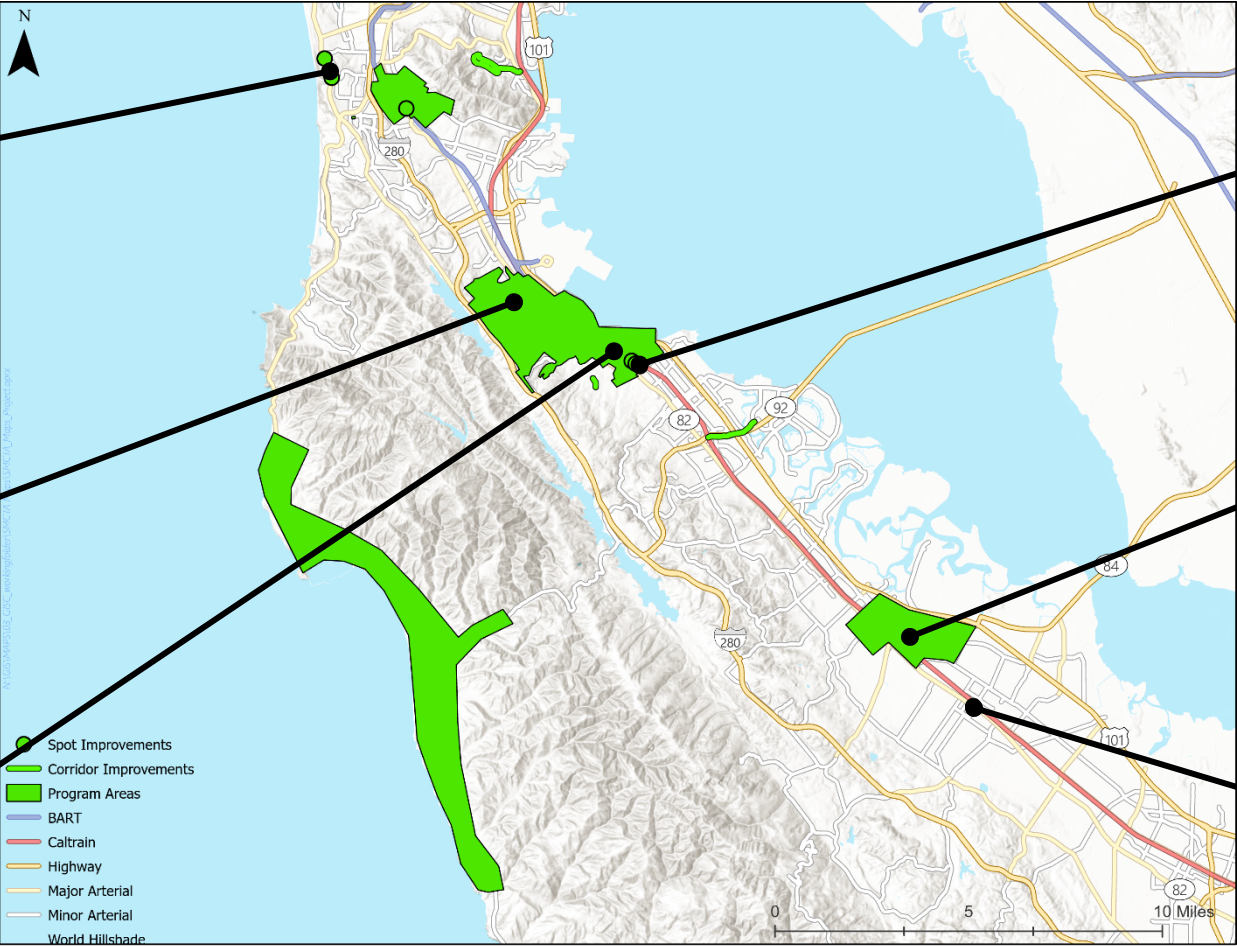 N
101
280
92
82
84
280
101
82
Spot Improvements
Corridor Improvements
Program Areas
BART
Caltrain
Highway
Major Arterial
Minor Arterial
World Hillshade
0 5 10 Miles